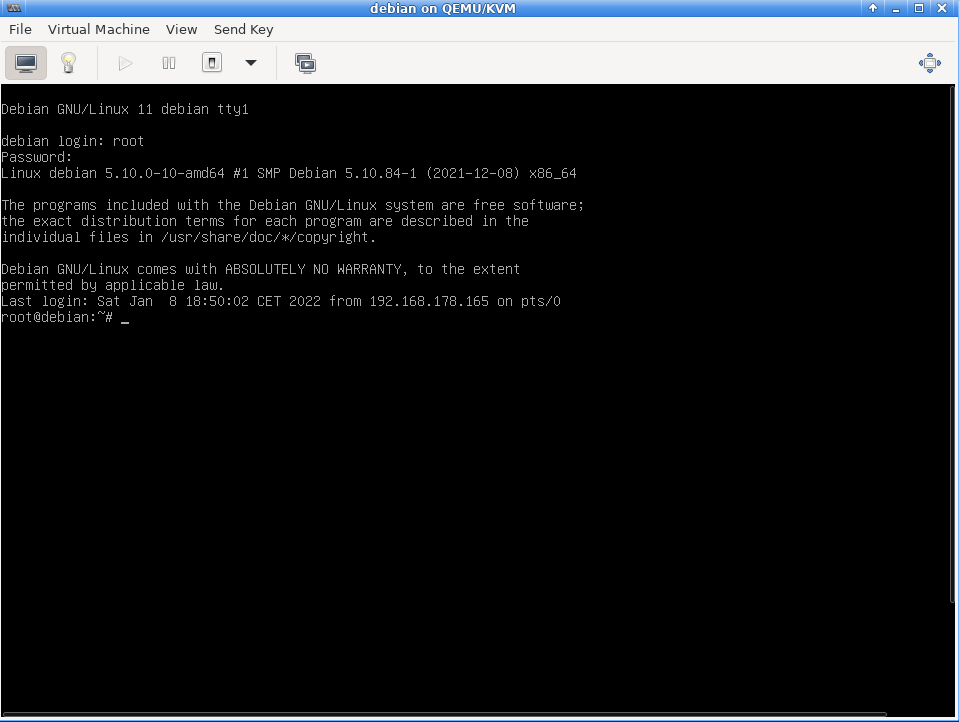 debian on QEMU/KVM
File Virtual Machine View Send Key
Debian GNU/Linux 11 debian tty1
debian login: root
Password:
Linux debian 5.10.0-10-amd64 #1 SMP Debian 5.10.84-1 (2021-12-08) x86_64
The programs included with the Debian GNU/Linux system are free software;
the exact distribution terms for each program are described in the
individual files in /usr/share/doc/*/copyright.
Debian GNU/Linux comes with ABSOLUTELY NO WARRANTY, to the extent
permitted by applicable law.
Last login: Sat Jan  8 18:50:02 CET 2022 from 192.168.178.165 on pts/0
root@debian:~# _